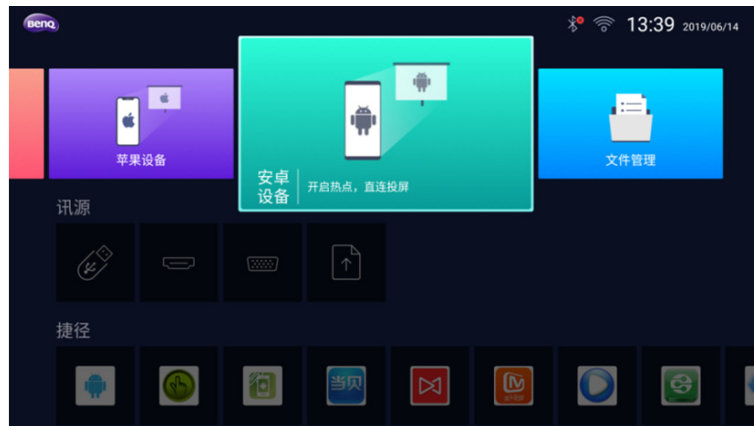 BenQ
13:39 2019/06/14
苹果设备
安卓
设备
开启热点，直连投屏
文件管理
讯源
捷径
当贝